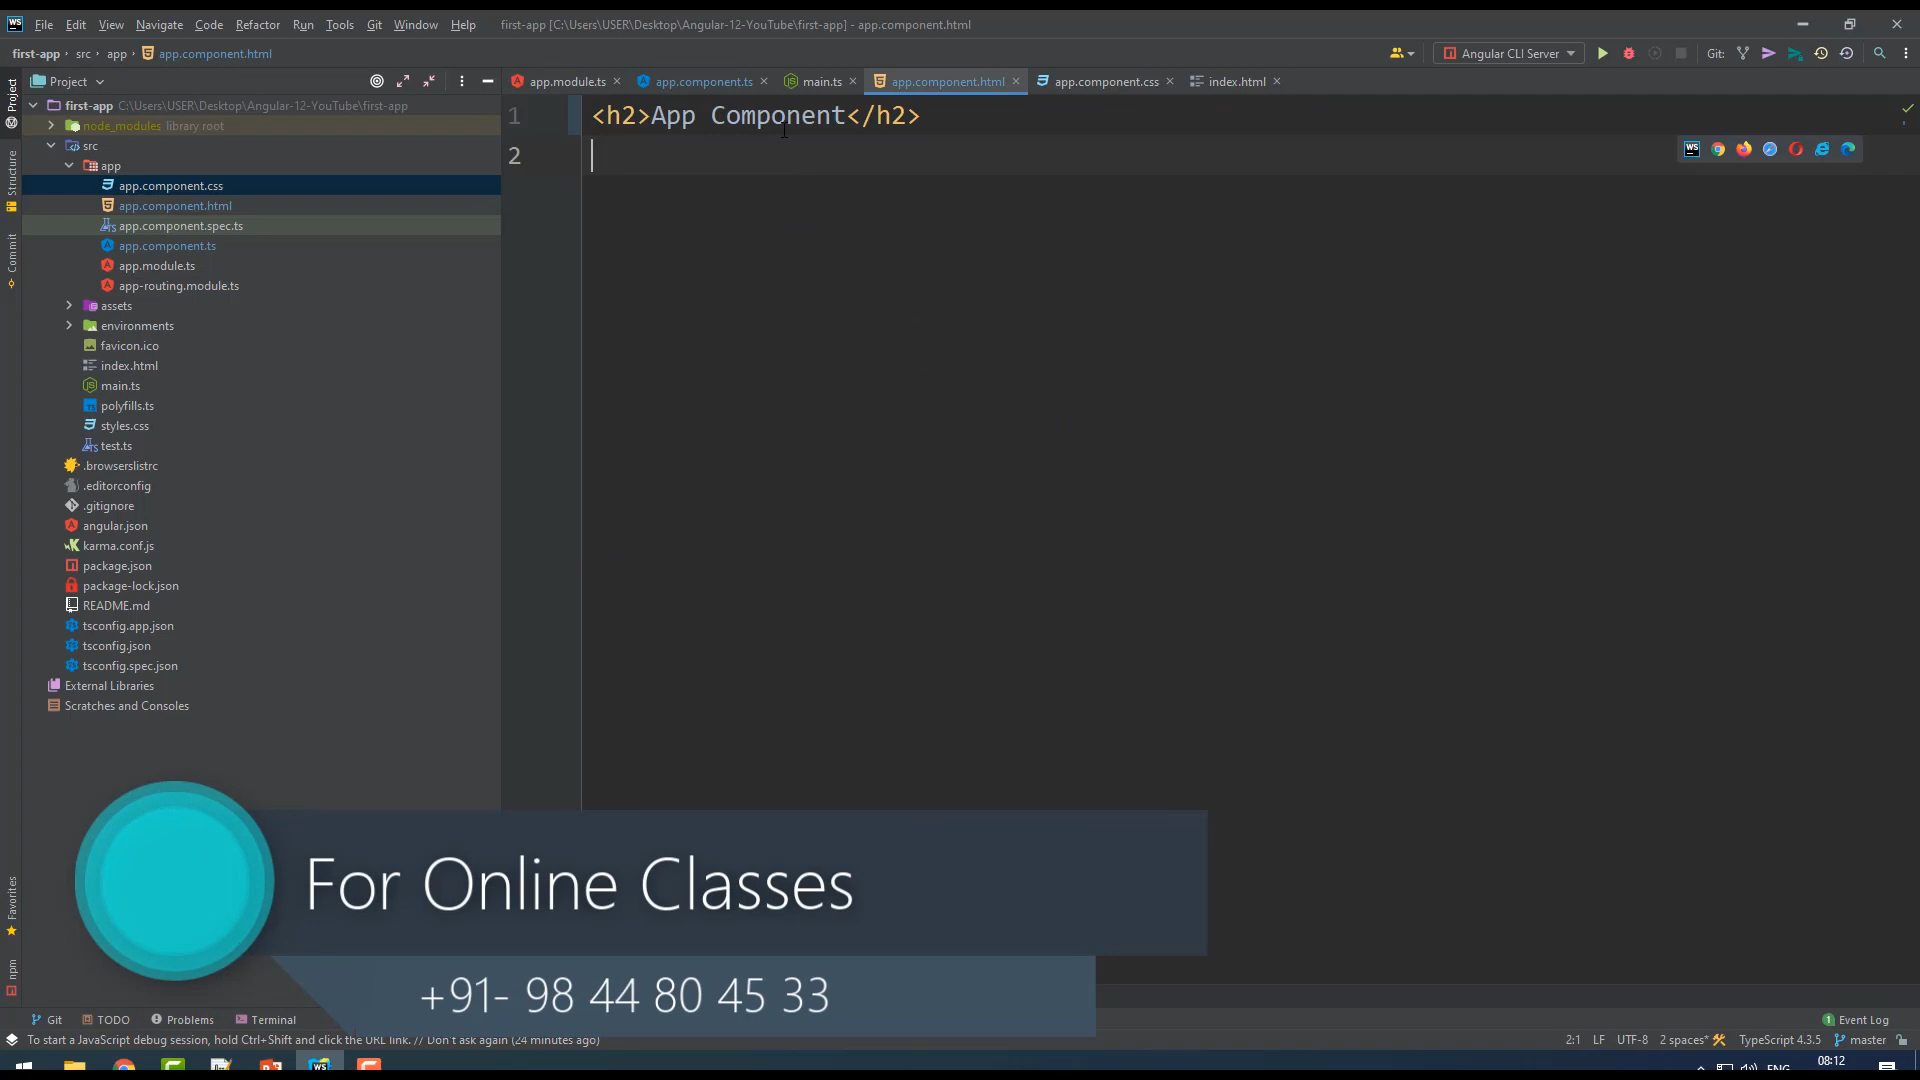 File Edit View Navigate Code Refactor Run Tools Git Window Help first-app [C:\Users\USER\Desktop\Angular-12-YouTube\first-app] - app.component.html
first-app src app app.component.html Angular CLI Server Git:
Project app.module.ts app.component.ts main.ts app.component.html app.component.css index.html
first-app C:\Users\USER\Desktop\Angular-12-YouTube\first-app
node_modules library root
src
app
app.component.css
app.component.html
app.component.spec.ts
app.component.ts
app.module.ts
app-routing.module.ts
assets
environments
favicon.ico
index.html
main.ts
polyfills.ts
styles.css
test.ts
.browserslistrc
.editorconfig
.gitignore
angular.json
karma.conf.js
package.json
package-lock.json
README.md
tsconfig.app.json
tsconfig.json
tsconfig.spec.json
External Libraries
Scratches and Consoles
1 <h2>App Component</h2>
2
Project
Structure
Commit
Favorites
npm
For Online Classes
+91- 98 44 80 45 33
Git TODO Problems Terminal 1 Event Log
To start a JavaScript debug session, hold Ctrl+Shift and click the URL link. // Don't ask again (24 minutes ago) 2:1 LF UTF-8 2 spaces* TypeScript 4.3.5 master
ENG 08:12